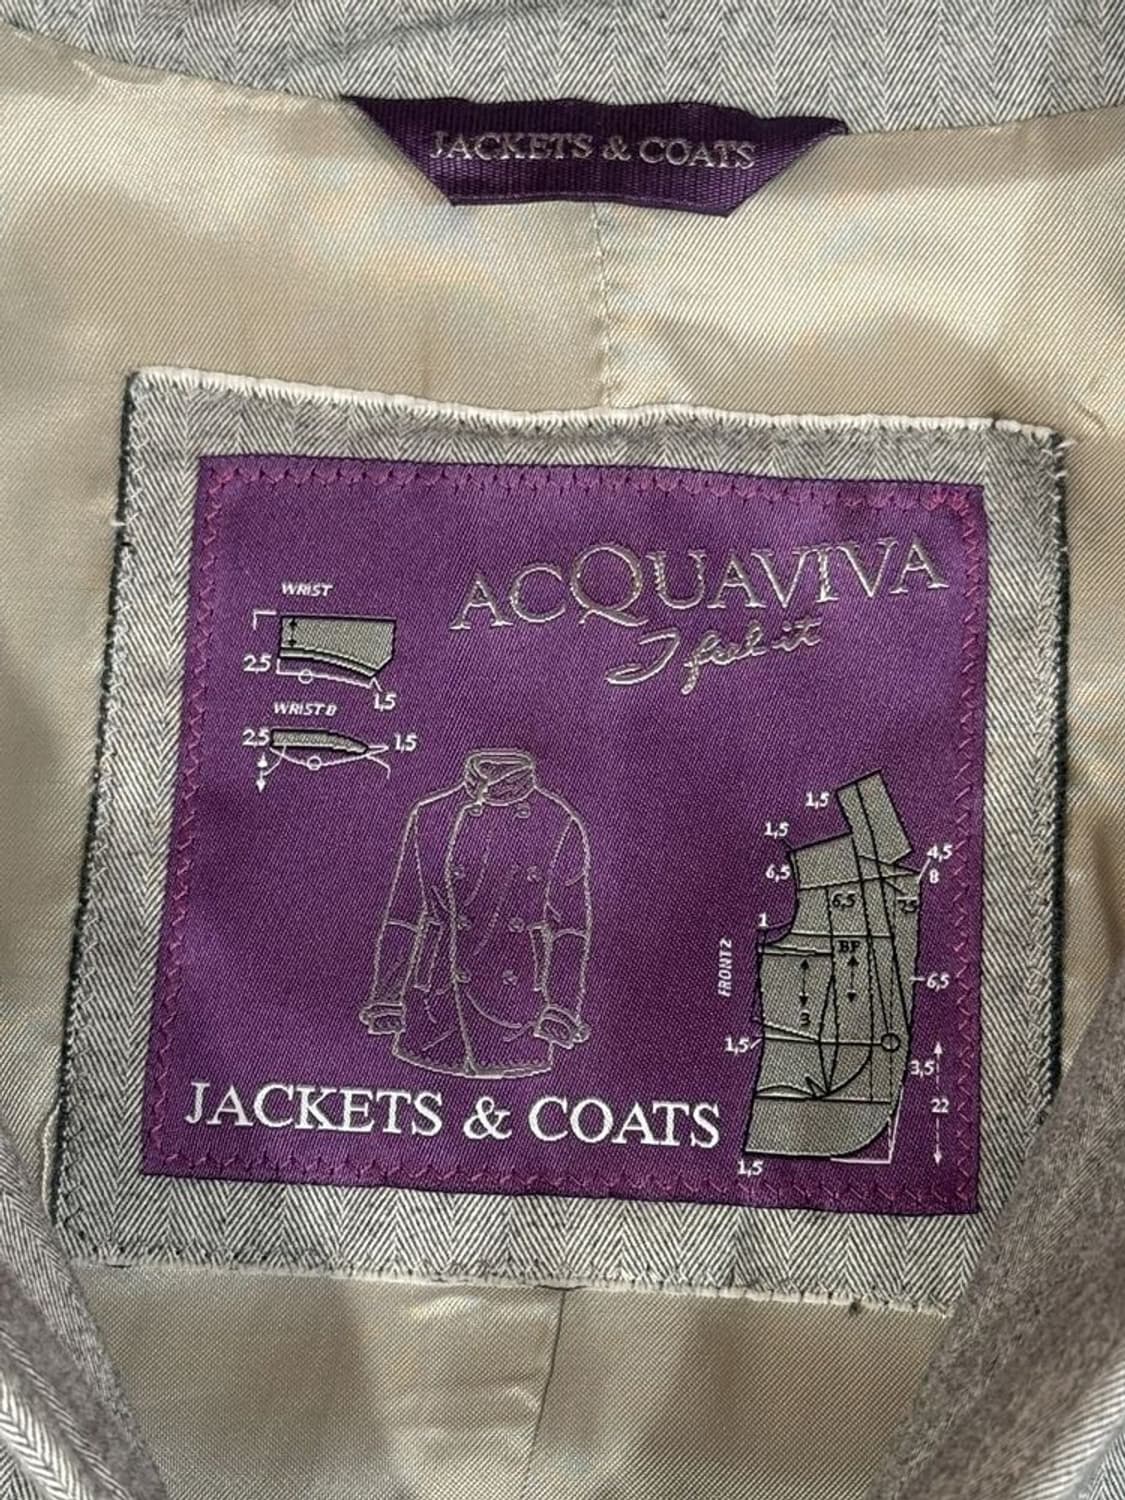 JACKETS & COATS
ACQUAVIVA
I feel it
WRIST
2,5
1,5
WRIST B
2,5
1,5
1,5
1,5
6,5
4,5
8
6,5
7,5
1
BF
FRONT 2
6,5
3
1,5
3,5
22
1,5
JACKETS & COATS